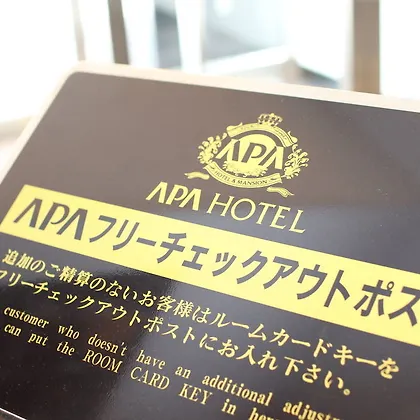 APA
HOTEL & MANSION
APA HOTEL
APAフリーチェックアウトポス
追加のご精算のないお客様はルームカードキーを
フリーチェックアウトポストにお入れ下さい。
customer who doesn't have an additional adjust
can put the ROOM CARD KEY in